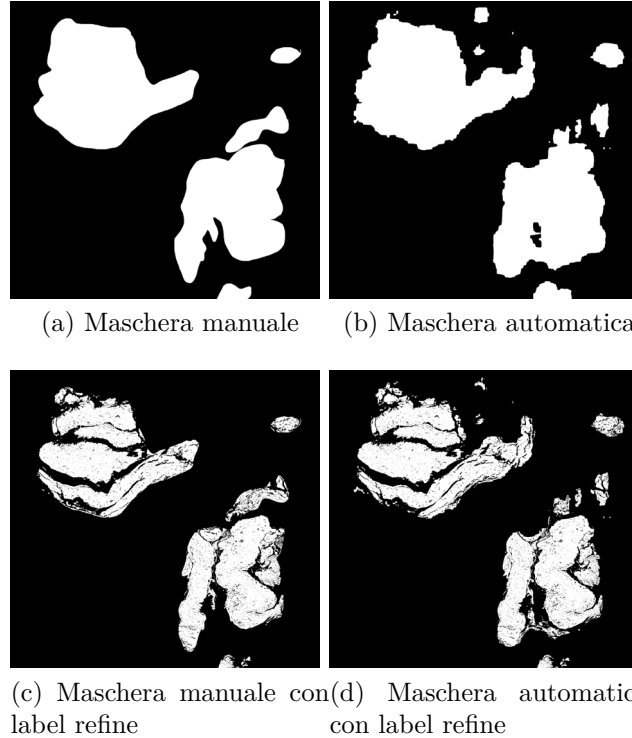 (a) Maschera manuale
(b) Maschera automatica
(c) Maschera manuale con
label refine
(d) Maschera automatic
con label refine